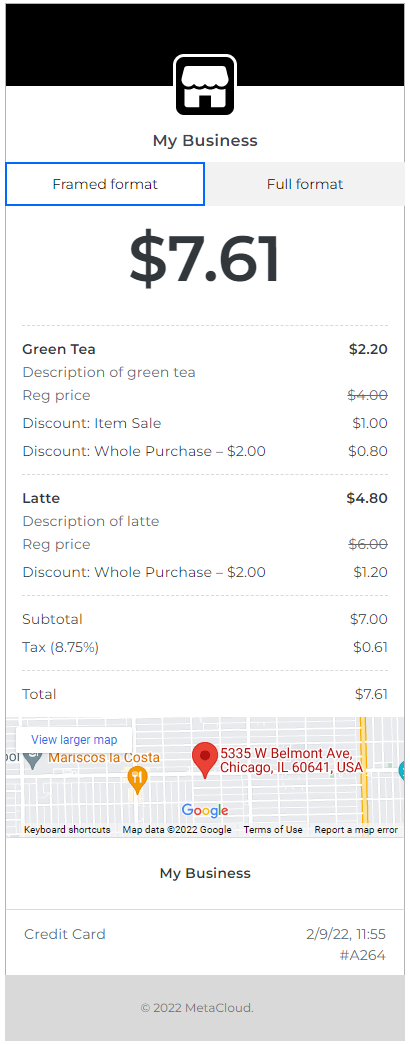 My Business
Framed format Full format
$7.61
Green Tea $2.20
Description of green tea
Reg price $4.00
Discount: Item Sale $1.00
Discount: Whole Purchase – $2.00 $0.80
Latte $4.80
Description of latte
Reg price $6.00
Discount: Whole Purchase – $2.00 $1.20
Subtotal $7.00
Tax (8.75%) $0.61
Total $7.61
View larger map
Mariscos la Costa
5335 W Belmont Ave,
Chicago, IL 60641, USA
Google
Keyboard shortcuts Map data ©2022 Google Terms of Use Report a map error
My Business
Credit Card 2/9/22, 11:55
#A264
© 2022 MetaCloud.